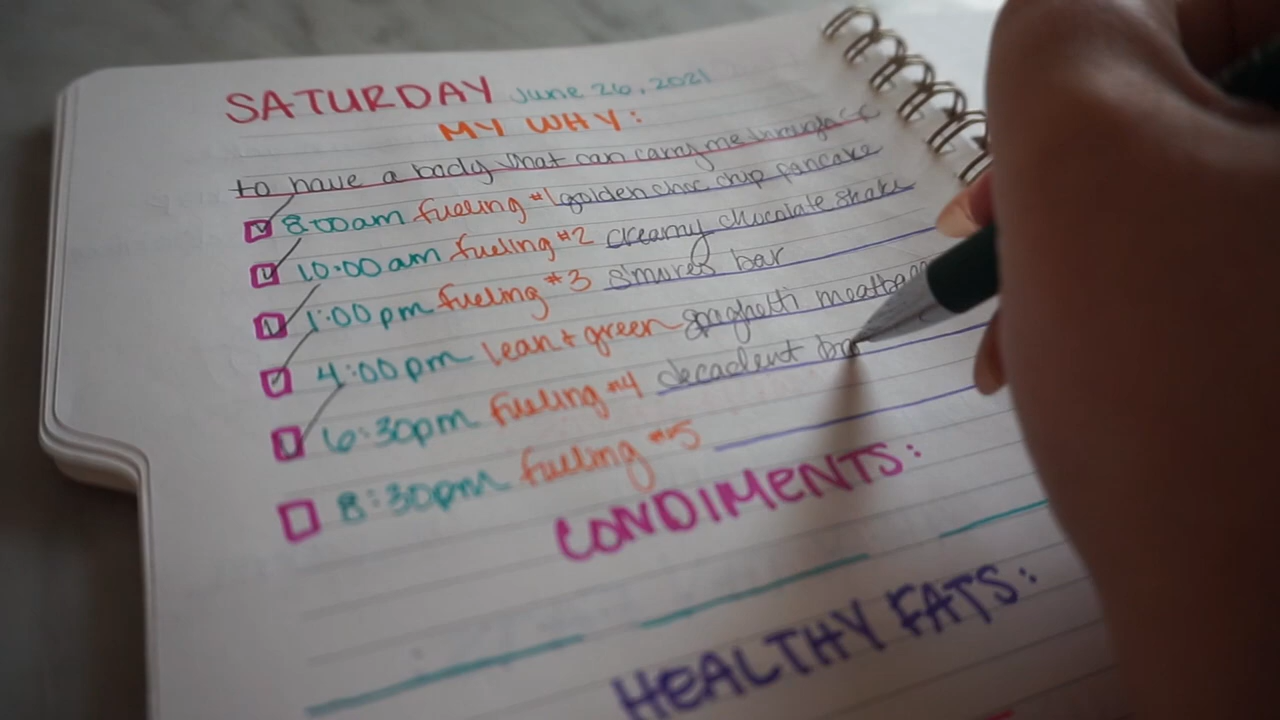 SATURDAY June 26, 2021
MY WHY:
to have a body that can carry me through
8:00am fueling #1 golden choc chip pancake
10:00am fueling #2 creamy chocolate shake
1:00pm fueling #3 s'mores bar
4:00pm lean & green spaghetti
6:30pm fueling #4 decadent
8:30pm fueling #5
CONDIMENTS:
HEALTHY FATS: